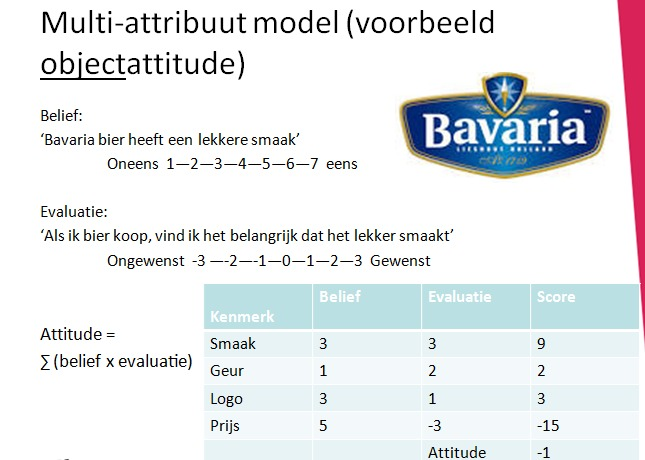 Multi-attribuut model (voorbeeld
objectattitude)
Belief:
‘Bavaria bier heeft een lekkere smaak’
Oneens 1—2—3—4—5—6—7 eens
Bavaria
Evaluatie:
‘Als ik bier koop, vind ik het belangrijk dat het lekker smaakt’
Ongewenst -3 —-2—-1—0—1—2—3 Gewenst
Attitude =
∑ (belief x evaluatie)
Kenmerk Belief Evaluatie Score
Smaak 3 3 9
Geur 1 2 2
Logo 3 1 3
Prijs 5 -3 -15
Attitude -1